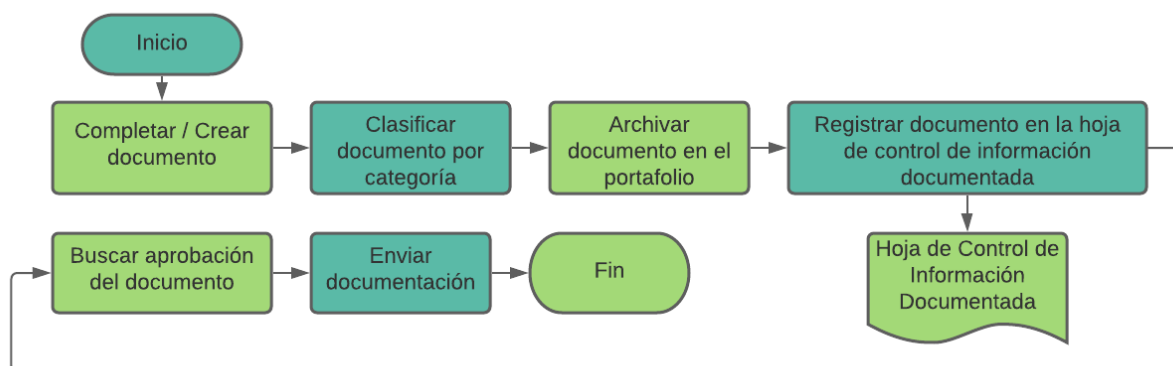 Inicio
Completar / Crear
documento
Clasificar
documento por
categoría
Archivar
documento en el
portafolio
Registrar documento en la hoja
de control de información
documentada
Buscar aprobación
del documento
Enviar
documentación
Fin
Hoja de Control de
Información
Documentada